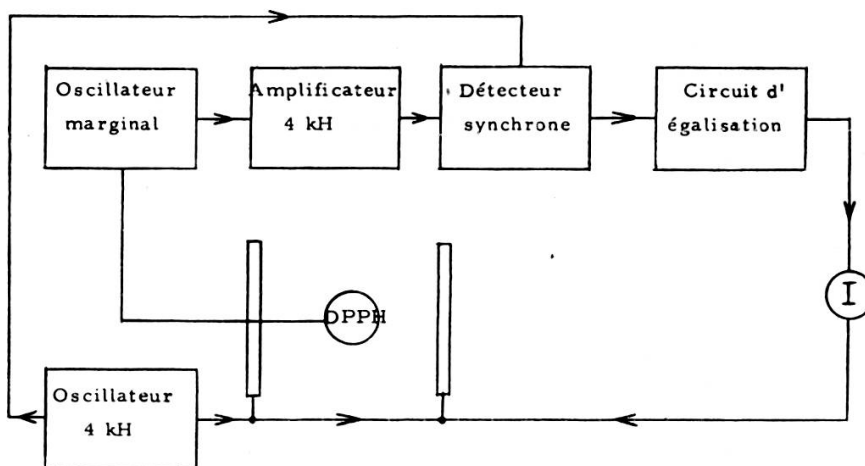 Oscillateur
marginal
Amplificateur
4 kH
Détecteur
synchrone
Circuit d'
égalisation
DPPH
I
Oscillateur
4 kH